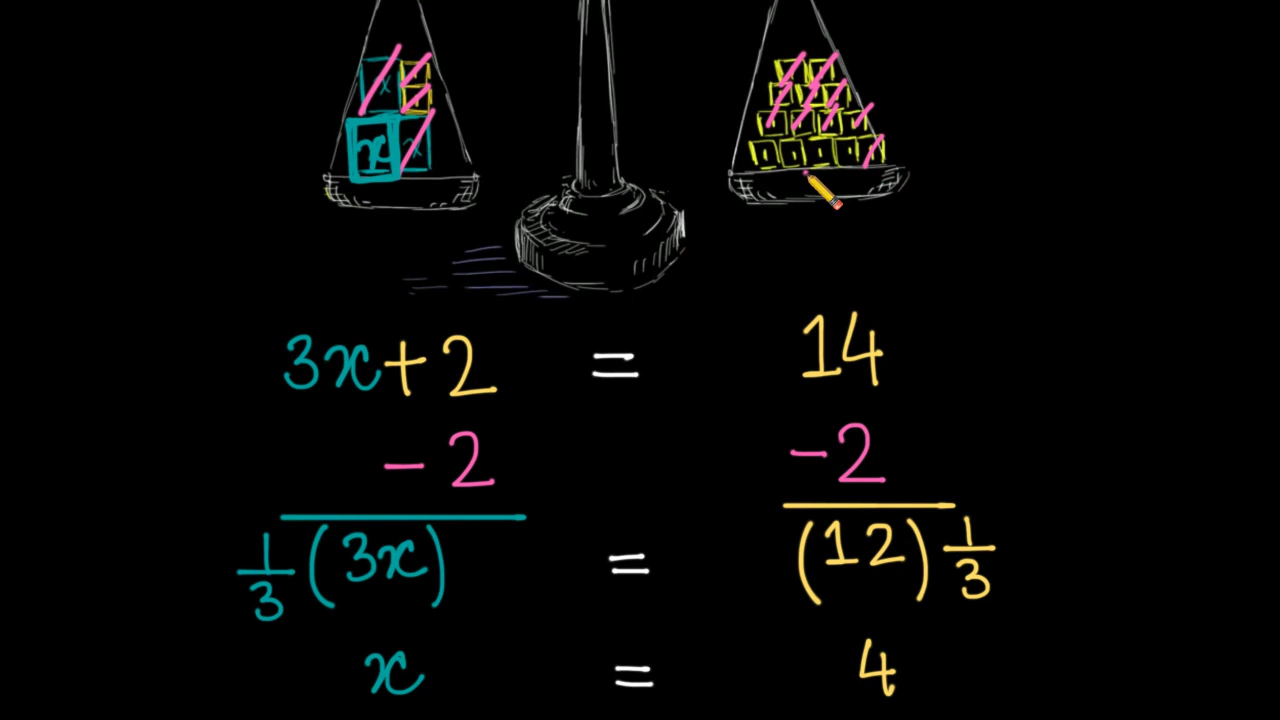 x
x x
3x + 2 = 14
- 2 - 2
1/3 (3x) = (12) 1/3
x = 4